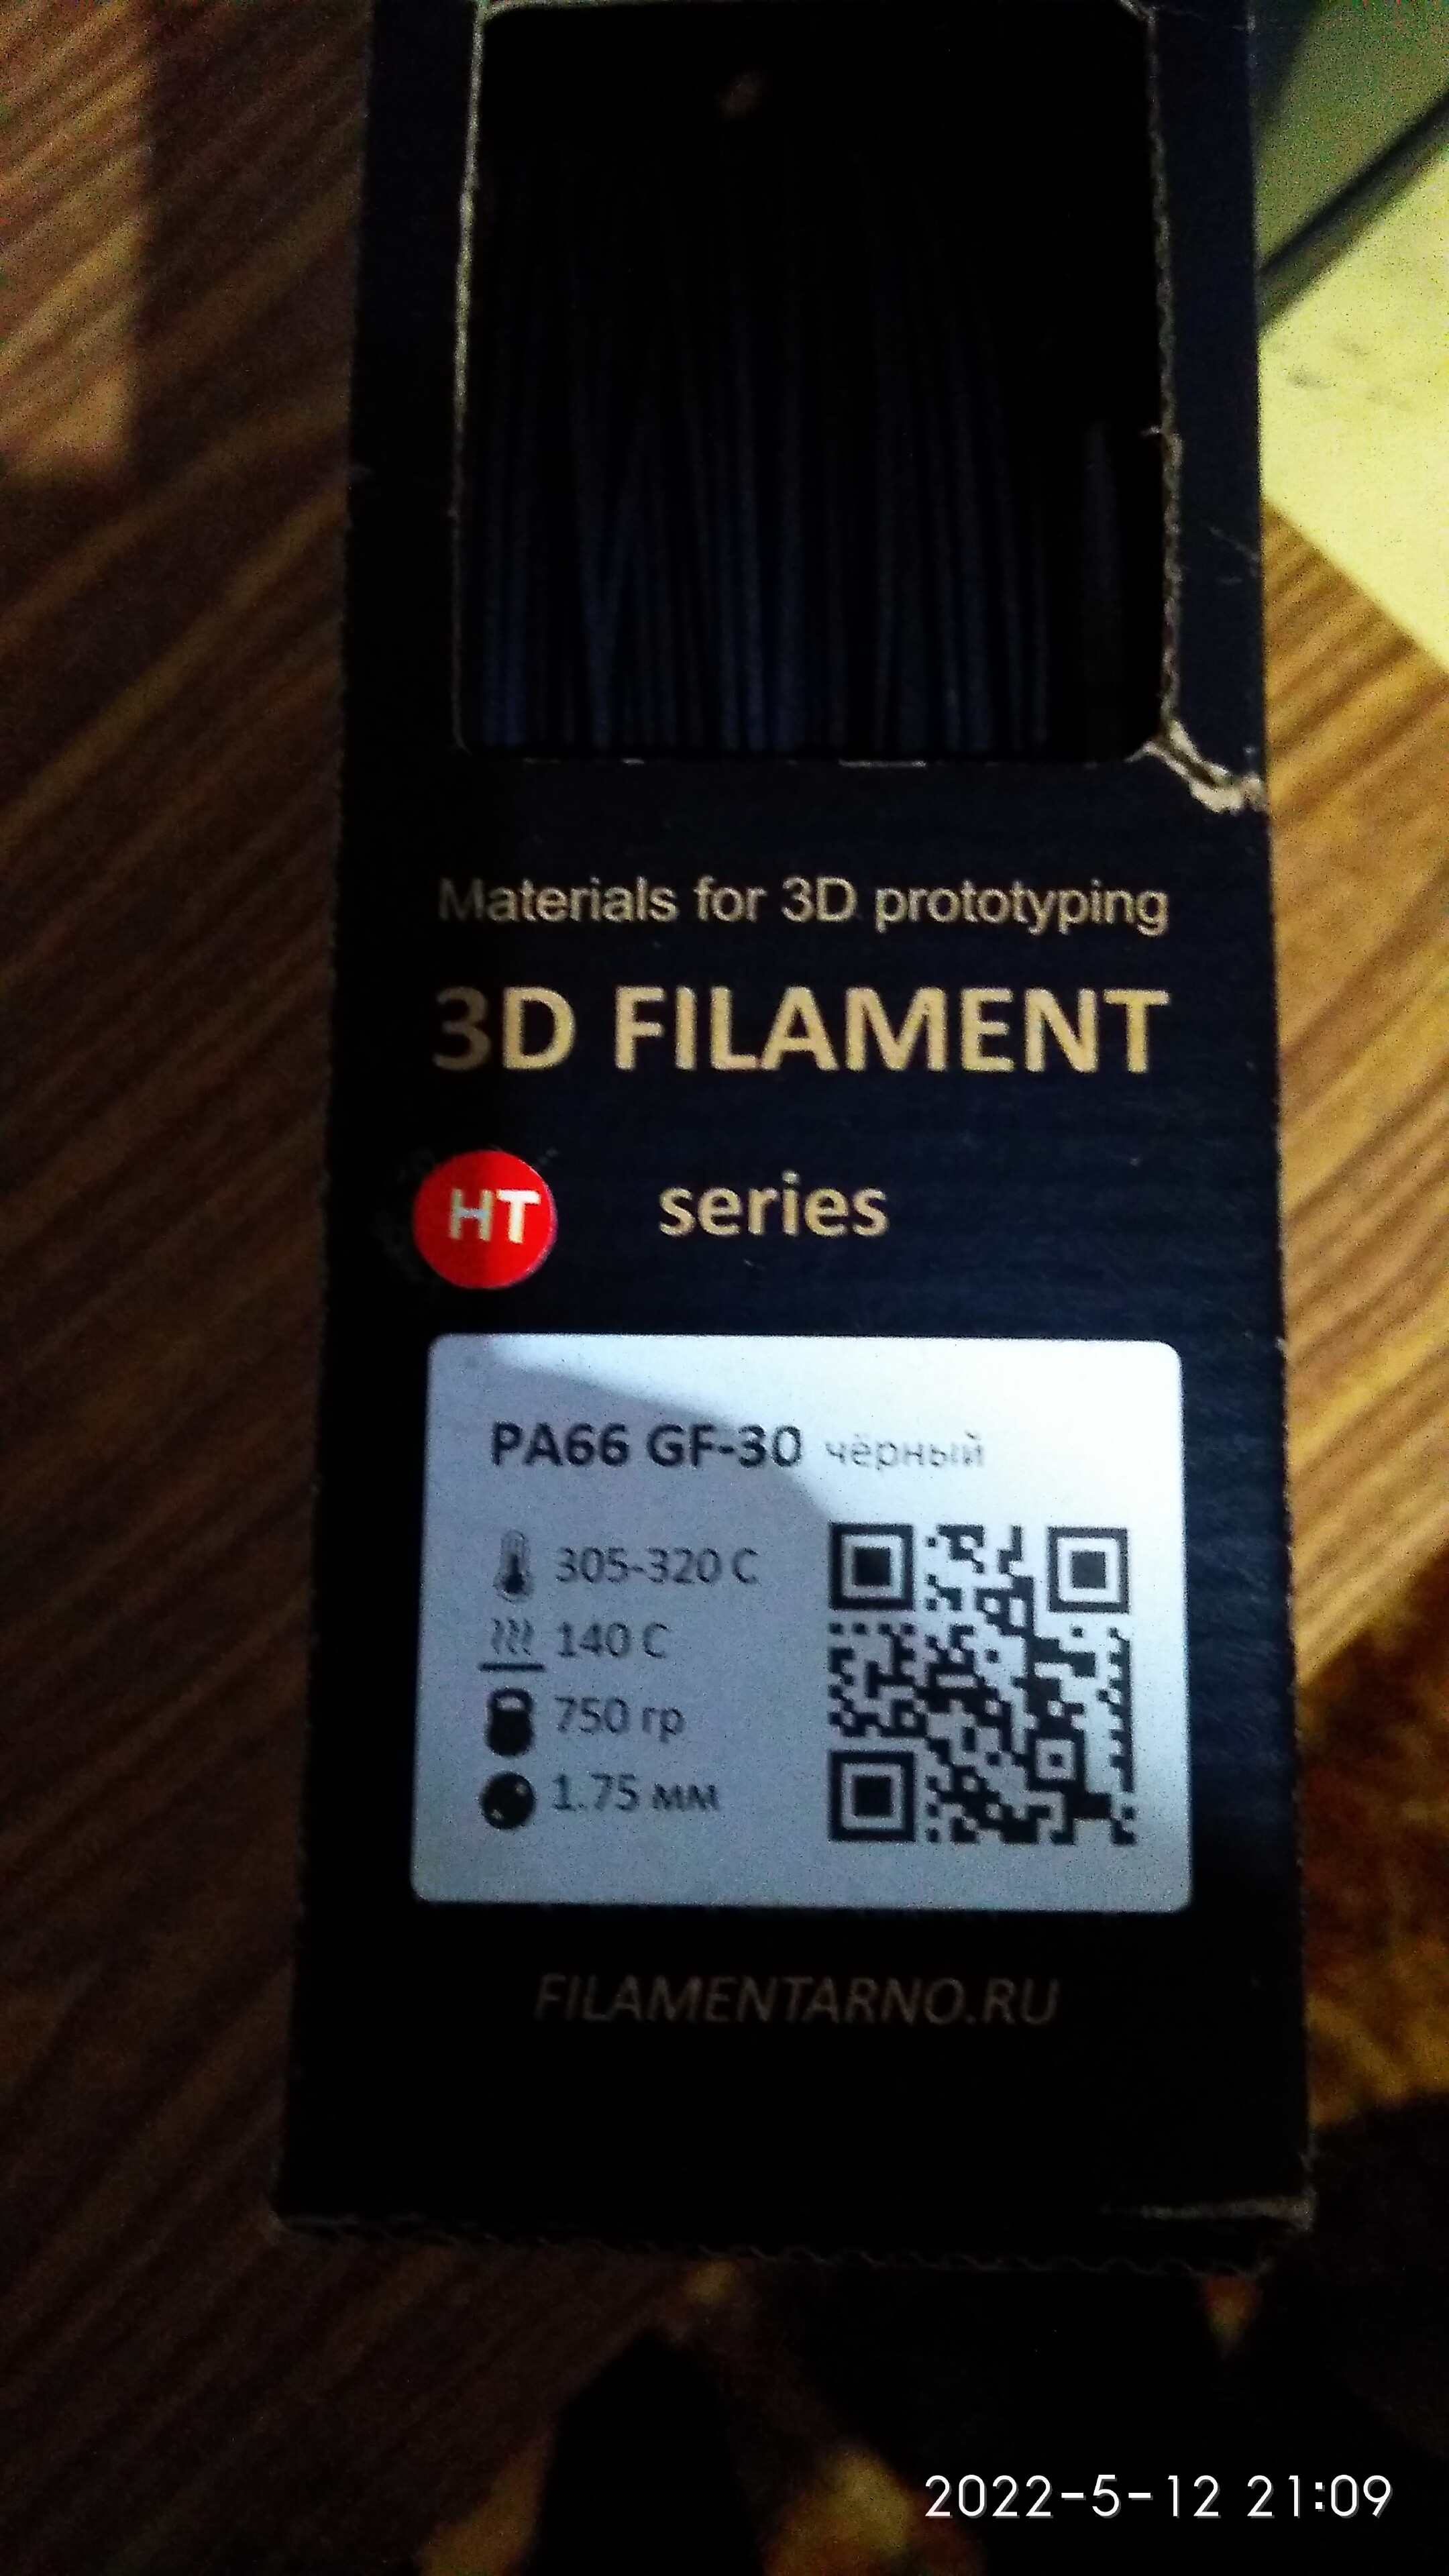 Materials for 3D prototyping
3D FILAMENT
HT series
PA66 GF-30 чёрный
305-320 C
140 C
750 гр
1.75 мм
FILAMENTARNO.RU
2022-5-12 21:09